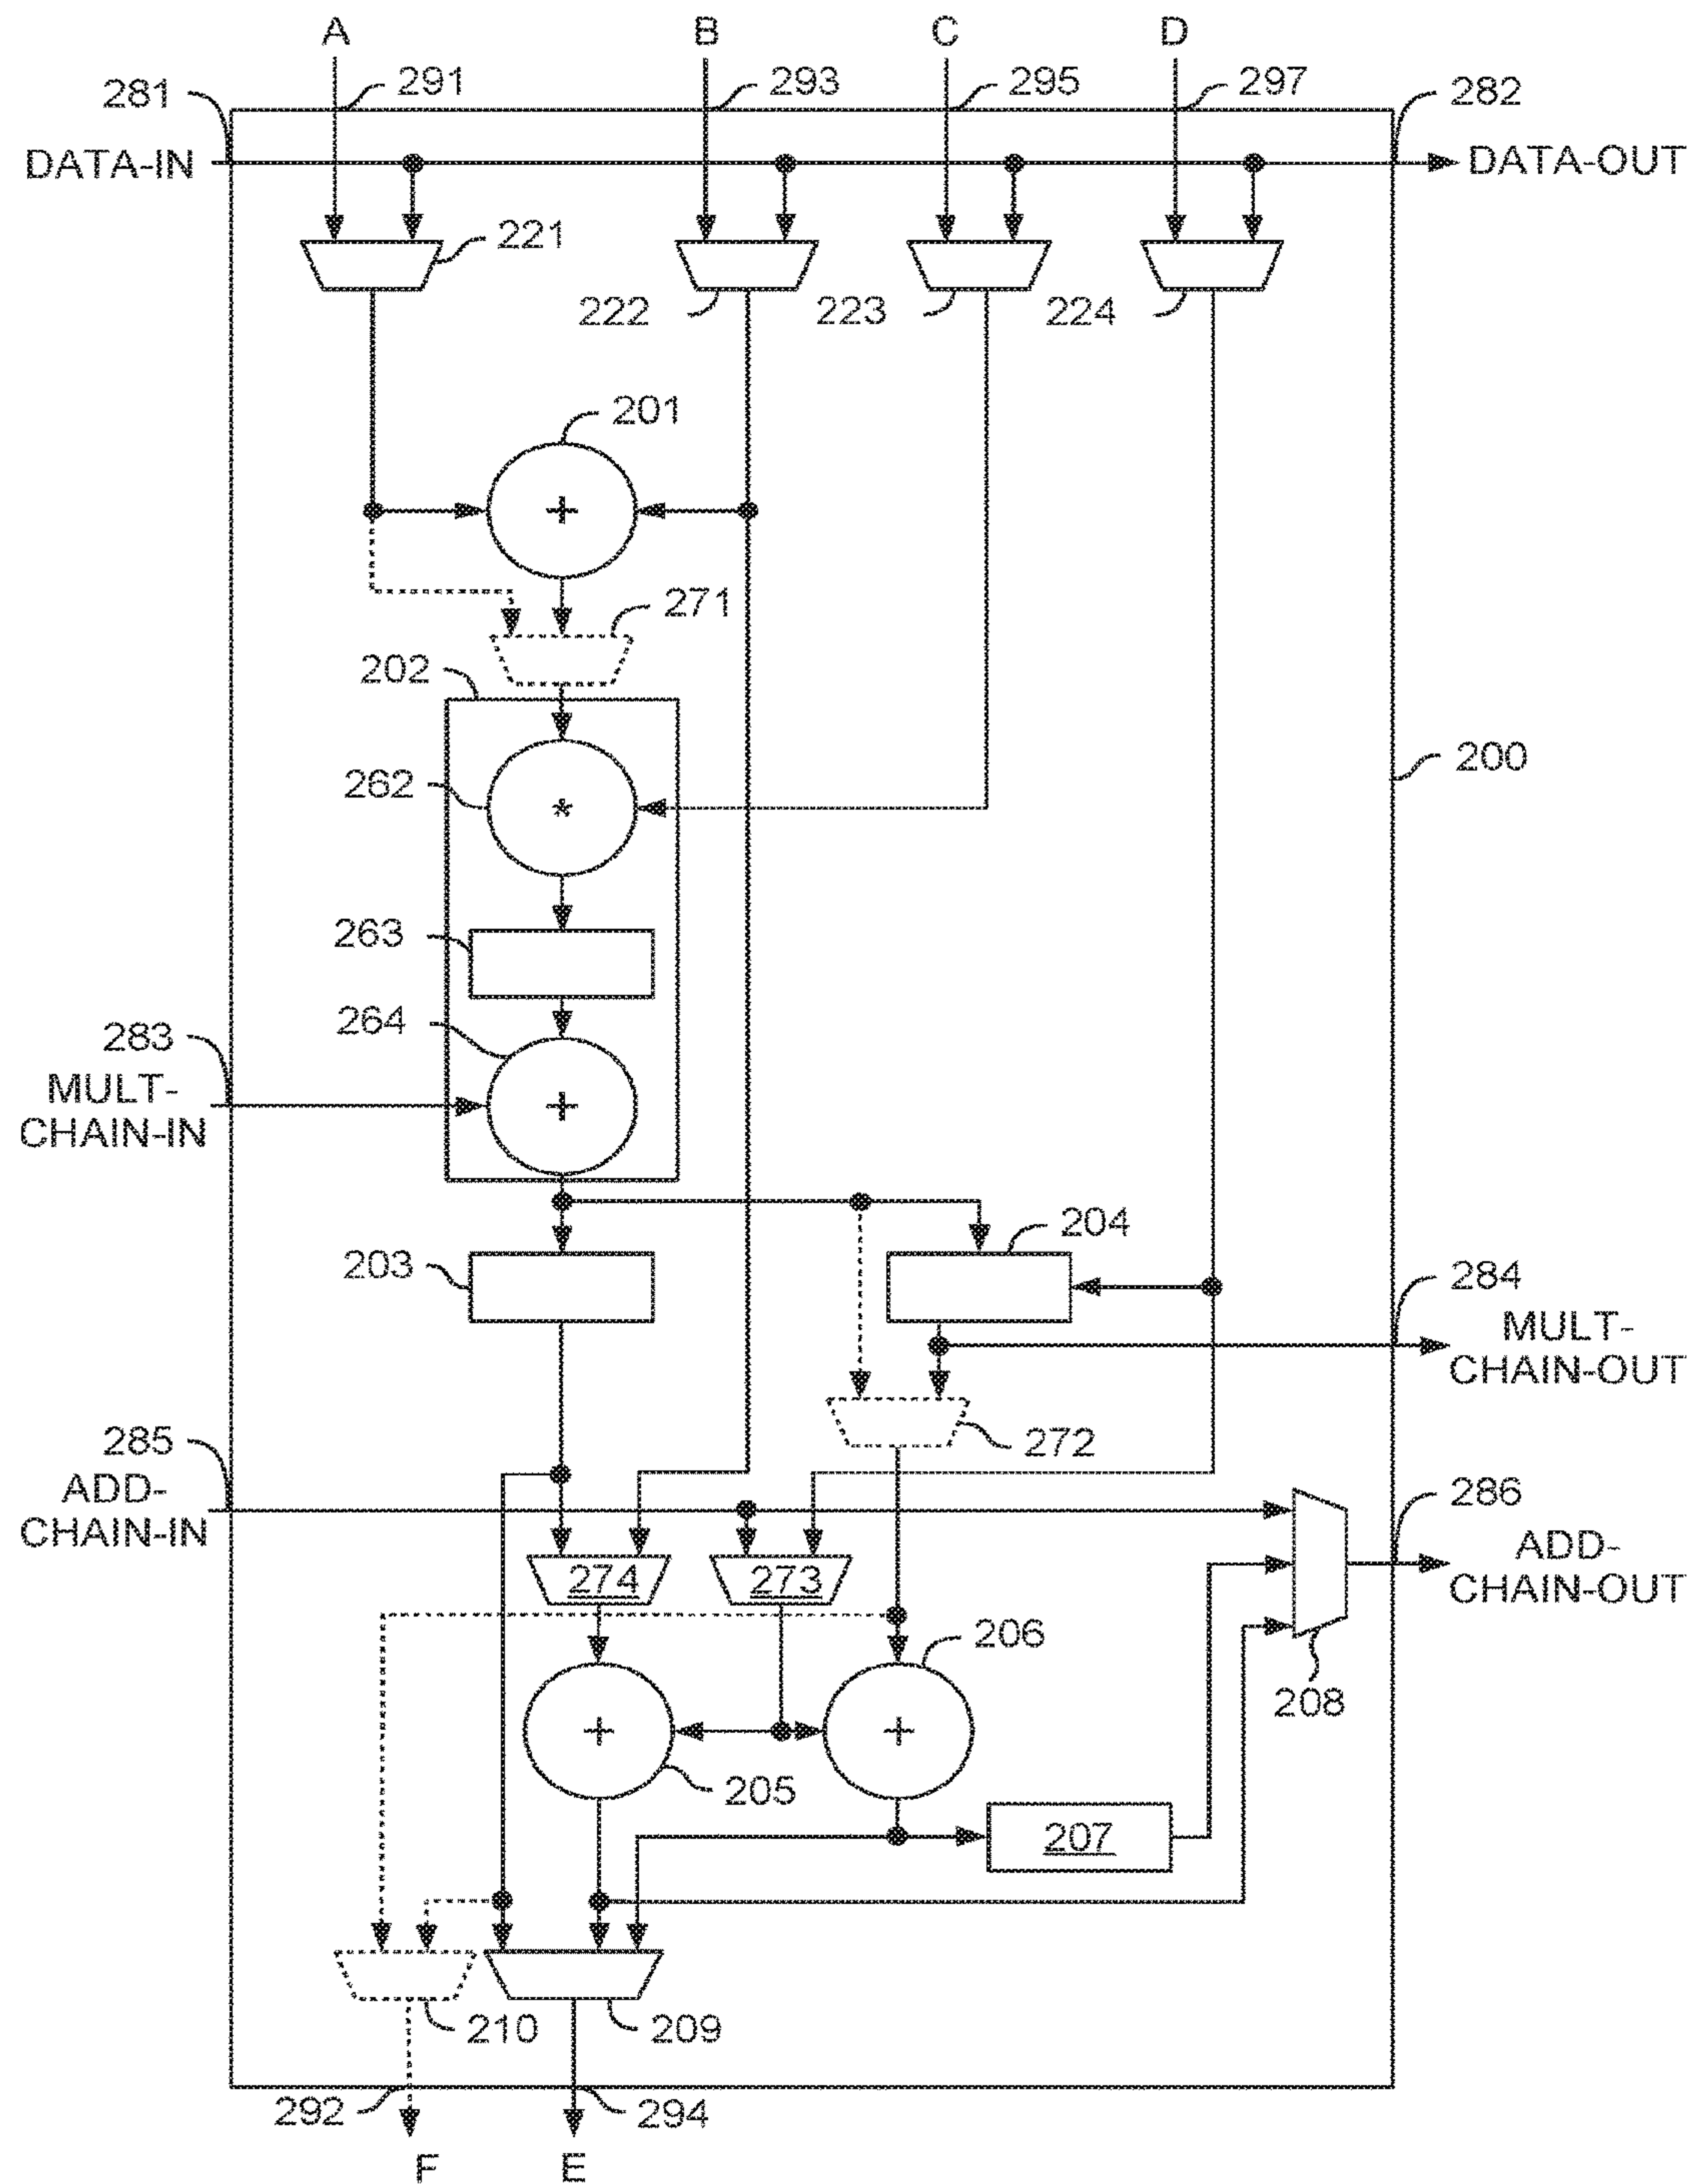 A B C D
281 291 293 295 297 282
DATA-IN DATA-OUT
221
222 223 224
201
+
271
202
200
262
*
263
264
283
MULT-
CHAIN-IN
+
204
203
284
MULT-
CHAIN-OUT
272
285
ADD-
CHAIN-IN
286
ADD-
CHAIN-OUT
274 273
206
208
+ +
205
207
210 209
292 294
F E